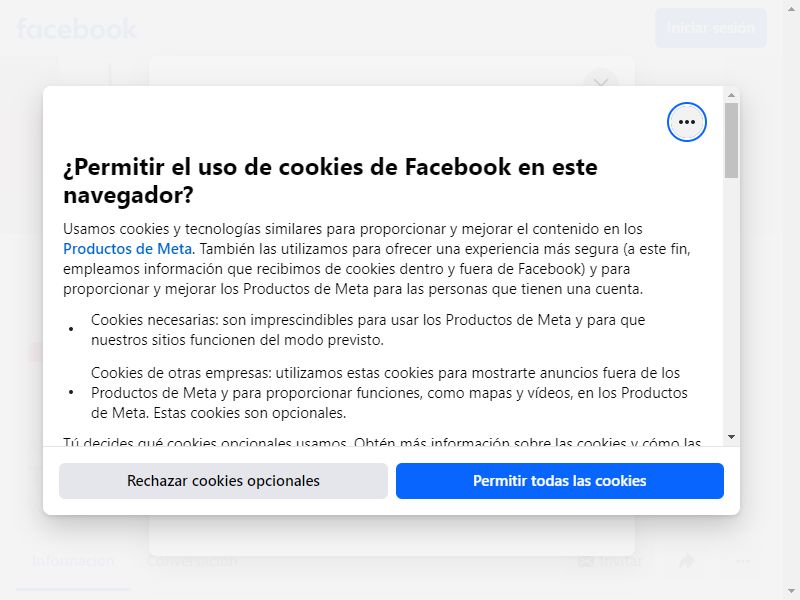 facebook
Iniciar sesión
¿Permitir el uso de cookies de Facebook en este
navegador?
Usamos cookies y tecnologías similares para proporcionar y mejorar el contenido en los
Productos de Meta. También las utilizamos para ofrecer una experiencia más segura (a este fin,
empleamos información que recibimos de cookies dentro y fuera de Facebook) y para
proporcionar y mejorar los Productos de Meta para las personas que tienen una cuenta.
• Cookies necesarias: son imprescindibles para usar los Productos de Meta y para que
nuestros sitios funcionen del modo previsto.
• Cookies de otras empresas: utilizamos estas cookies para mostrarte anuncios fuera de los
Productos de Meta y para proporcionar funciones, como mapas y vídeos, en los Productos
de Meta. Estas cookies son opcionales.
Tú decides qué cookies opcionales usamos. Obtén más información sobre las cookies y cómo las
Rechazar cookies opcionales
Permitir todas las cookies
Información
Conversación
Invitar